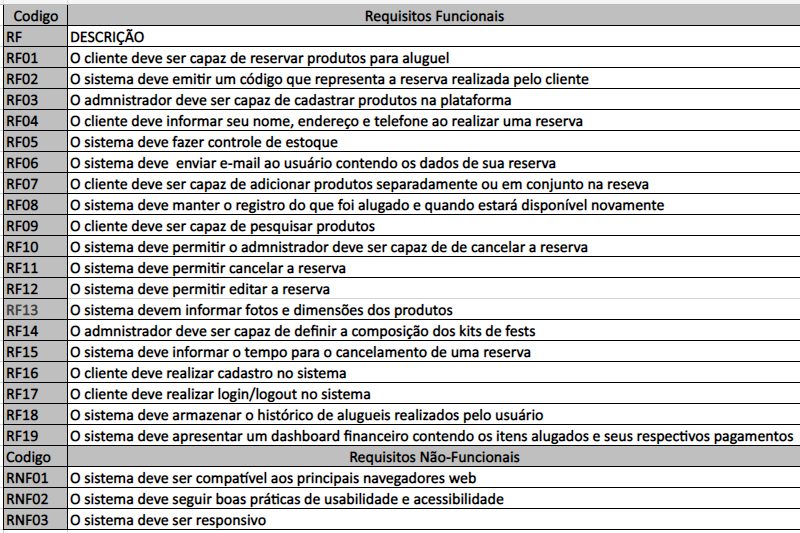 Codigo Requisitos Funcionais
RF DESCRIÇÃO
RF01 O cliente deve ser capaz de reservar produtos para aluguel
RF02 O sistema deve emitir um código que representa a reserva realizada pelo cliente
RF03 O admnistrador deve ser capaz de cadastrar produtos na plataforma
RF04 O cliente deve informar seu nome, endereço e telefone ao realizar uma reserva
RF05 O sistema deve fazer controle de estoque
RF06 O sistema deve  enviar e-mail ao usuário contendo os dados de sua reserva
RF07 O cliente deve ser capaz de adicionar produtos separadamente ou em conjunto na reseva
RF08 O sistema deve manter o registro do que foi alugado e quando estará disponível novamente
RF09 O cliente deve ser capaz de pesquisar produtos
RF10 O sistema deve permitir o admnistrador deve ser capaz de de cancelar a reserva
RF11 O sistema deve permitir cancelar a reserva
RF12 O sistema deve permitir editar a reserva
RF13 O sistema devem informar fotos e dimensões dos produtos
RF14 O admnistrador deve ser capaz de definir a composição dos kits de fests
RF15 O sistema deve informar o tempo para o cancelamento de uma reserva
RF16 O cliente deve realizar cadastro no sistema
RF17 O cliente deve realizar login/logout no sistema
RF18 O sistema deve armazenar o histórico de alugueis realizados pelo usuário
RF19 O sistema deve apresentar um dashboard financeiro contendo os itens alugados e seus respectivos pagamentos
Codigo Requisitos Não-Funcionais
RNF01 O sistema deve ser compatível aos principais navegadores web
RNF02 O sistema deve seguir boas práticas de usabilidade e acessibilidade
RNF03 O sistema deve ser responsivo